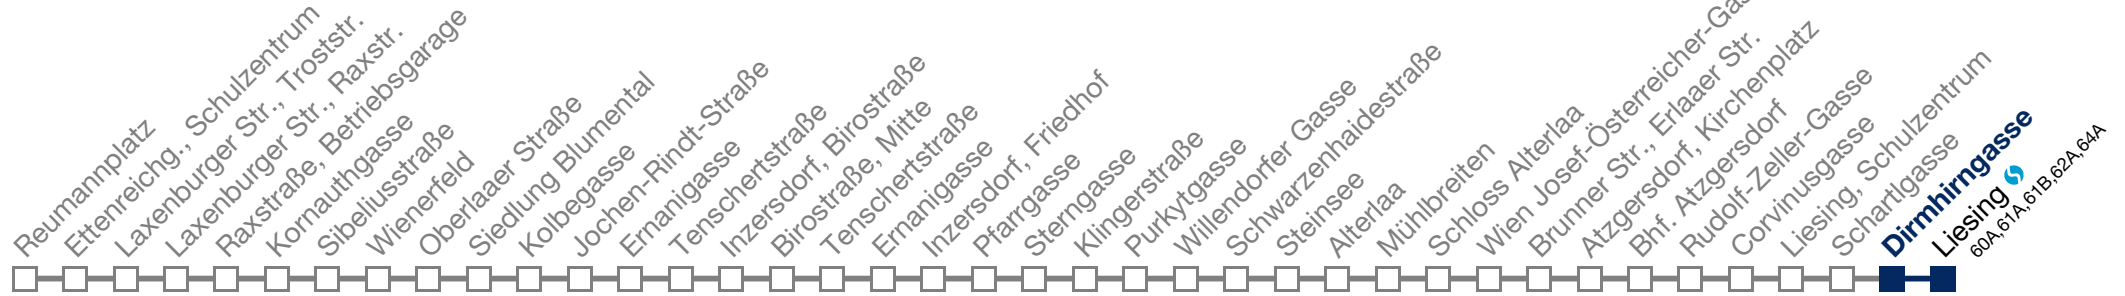 Reumannplatz
Ettenreichg., Schulzentrum
Laxenburger Str., Troststr.
Laxenburger Str., Raxstr.
Raxstraße, Betriebsgarage
Kornauthgasse
Sibeliusstraße
Wienerfeld
Oberlaaer Straße
Siedlung Blumental
Kolbegasse
Jochen-Rindt-Straße
Ernanigasse
Tenschertstraße
Inzersdorf, Birostraße
Birostraße, Mitte
Tenschertstraße
Ernanigasse
Inzersdorf, Friedhof
Pfarrgasse
Sterngasse
Klingerstraße
Purkytgasse
Willendorfer Gasse
Schwarzenhaidestraße
Steinsee
Alterlaa
Mühlbreiten
Schloss Alterlaa
Wien Josef-Österreicher-Gas
Brunner Str., Erlaaer Str.
Atzgersdorf, Kirchenplatz
Bhf. Atzgersdorf
Rudolf-Zeller-Gasse
Corvinusgasse
Liesing, Schulzentrum
Schartlgasse
Dirmhirngasse
Liesing
60A,61A,61B,62A,64A